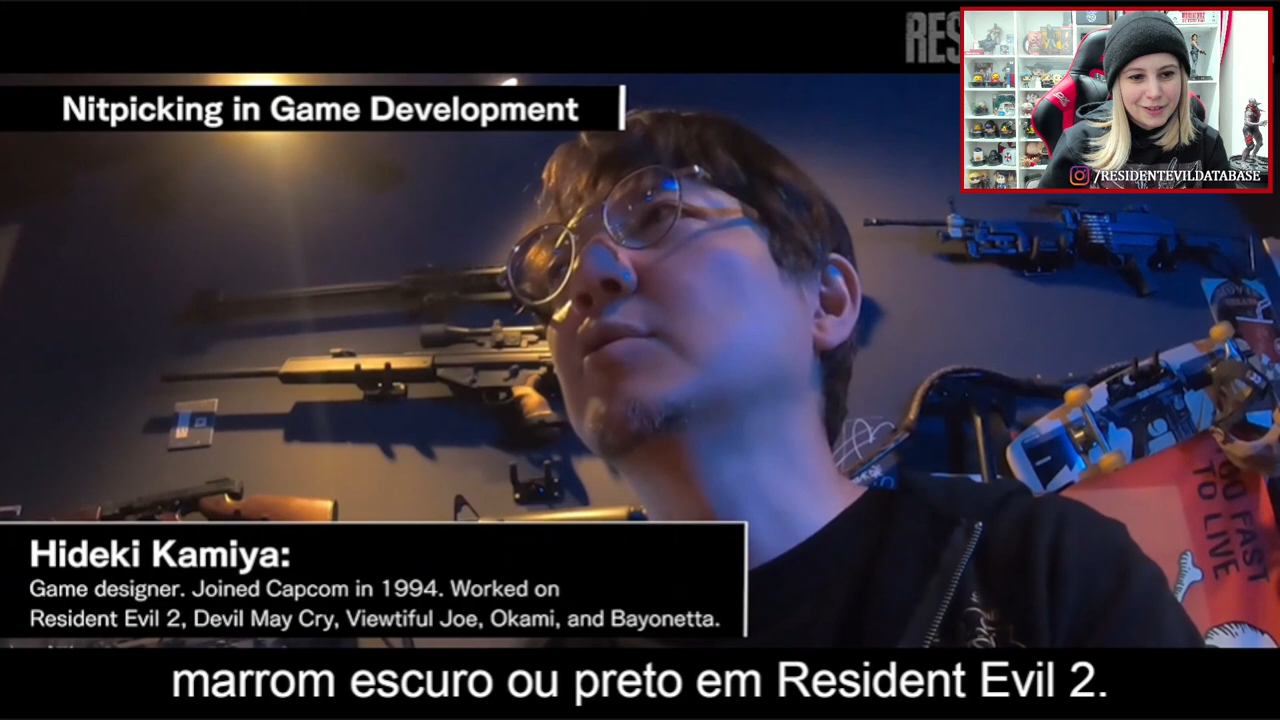 RES
/RESIDENTEVILDATABASE
Nitpicking in Game Development
TOO FAST
TO LIVE
Hideki Kamiya:
Game designer. Joined Capcom in 1994. Worked on
Resident Evil 2, Devil May Cry, Viewtiful Joe, Okami, and Bayonetta.
marrom escuro ou preto em Resident Evil 2.